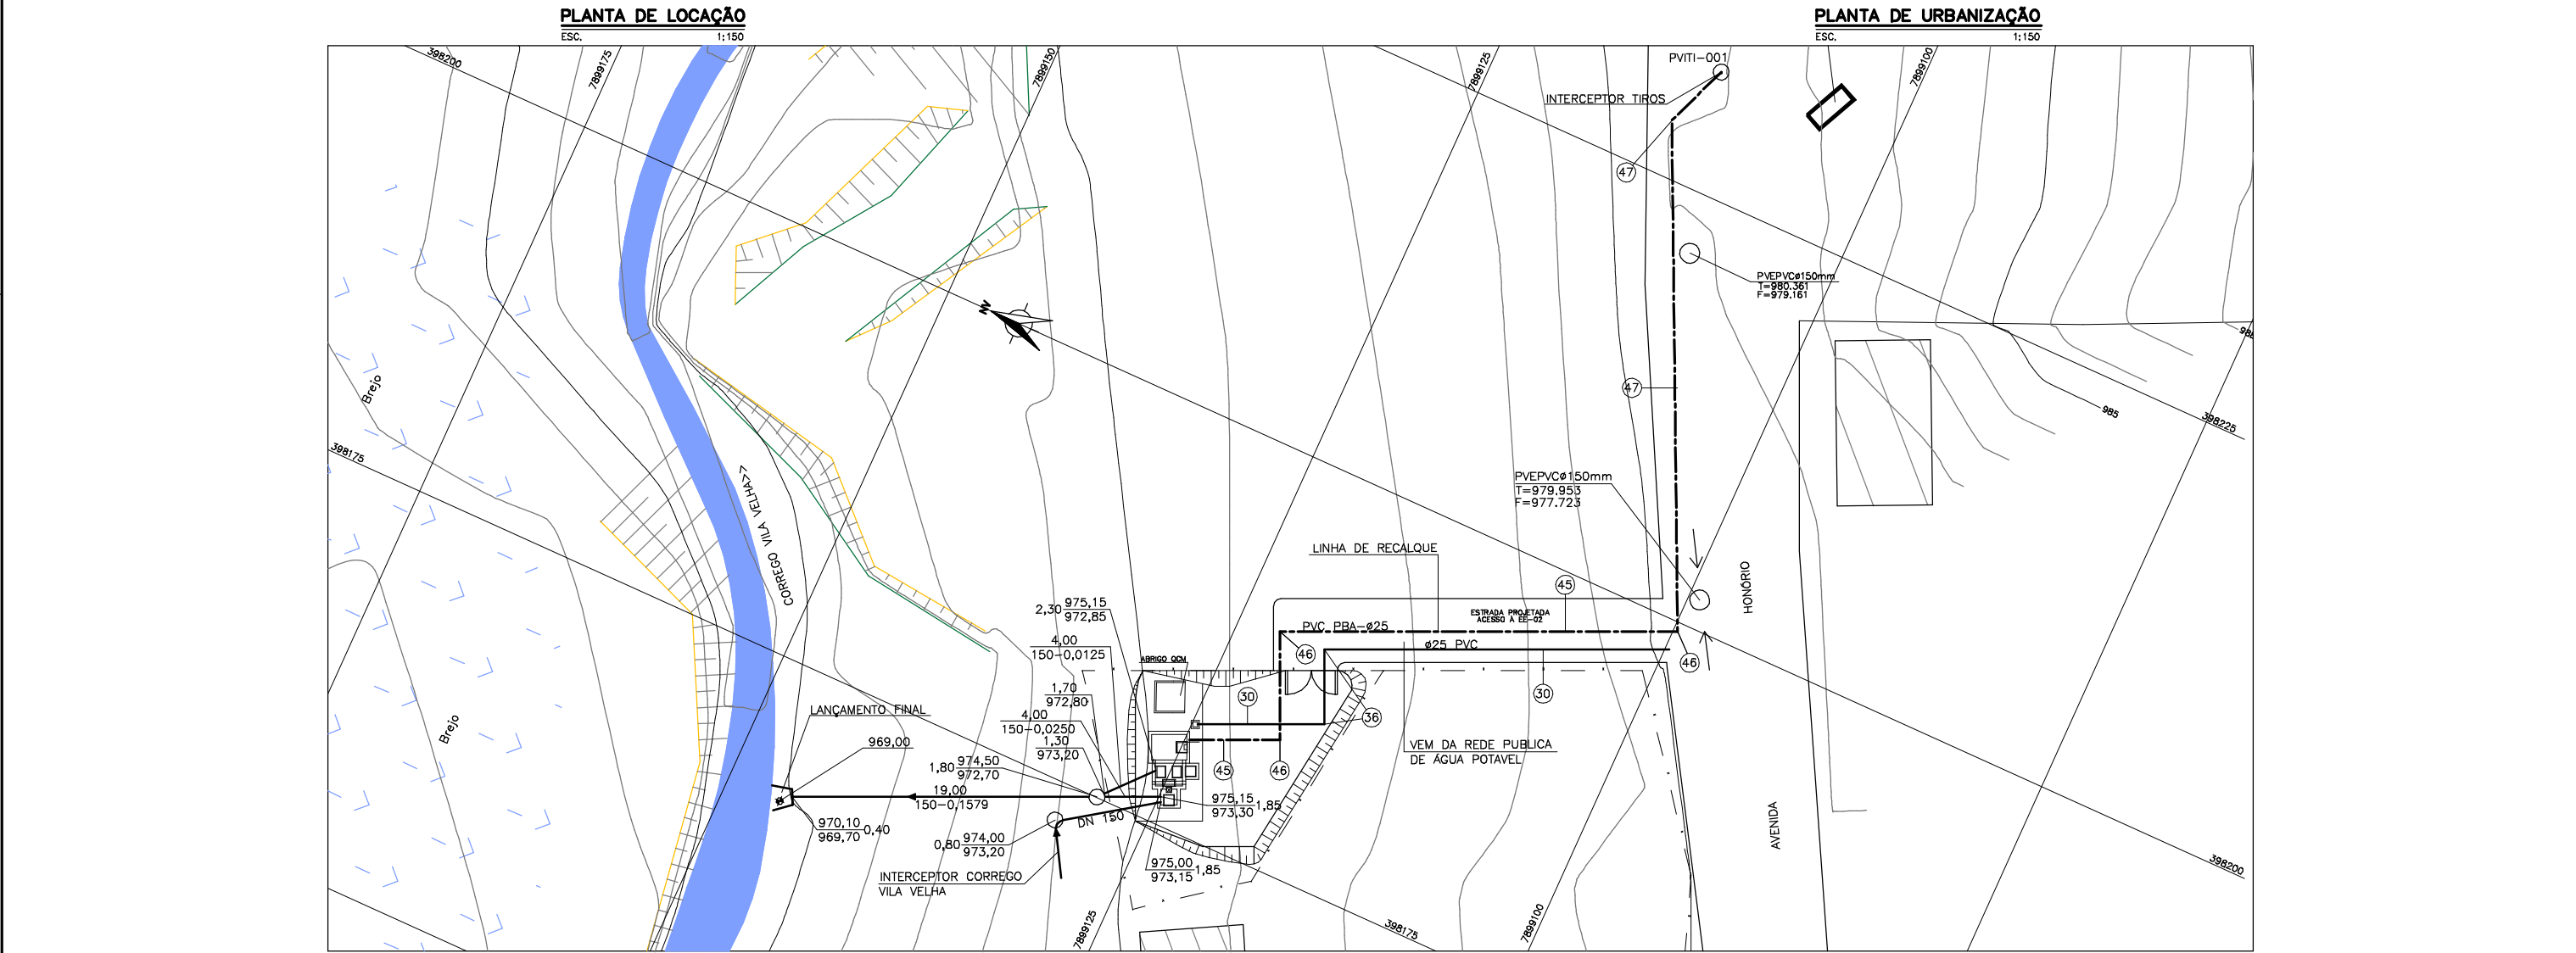 PLANTA DE LOCAÇÃO
ESC. 1:150
PLANTA DE URBANIZAÇÃO
ESC. 1:150
398200
7899175
7899150
7899125
7899100
PVITI-001
INTERCEPTOR TIROS
47
PVEPVCø150mm
T=980.361
F=979.161
N
47
Brejo
398175
985
398225
CORREGO VILA VELHA>>
PVEPVCø150mm
T=979.953
F=977.723
LINHA DE RECALQUE
45
HONÓRIO
2,30 975,15
972,85
ESTRADA PROJETADA
ACESSO A EE-02
PVC PBA-ø25
ø25 PVC
46
46
4,00
150-0,0125
ABRIGO QCM
1,70
972,80
30
30
36
LANÇAMENTO FINAL
4,00
150-0,0250
Brejo
969,00
1,30
973,20
VEM DA REDE PUBLICA
DE ÁGUA POTAVEL
1,80 974,50
972,70
45
46
19,00
150-0,1579
975,15
973,30 1,85
970,10
969,70 0,40
DN 150
0,80 974,00
973,20
AVENIDA
975,00
973,15 1,85
INTERCEPTOR CORREGO
VILA VELHA
398200
7899125
398175
7899100